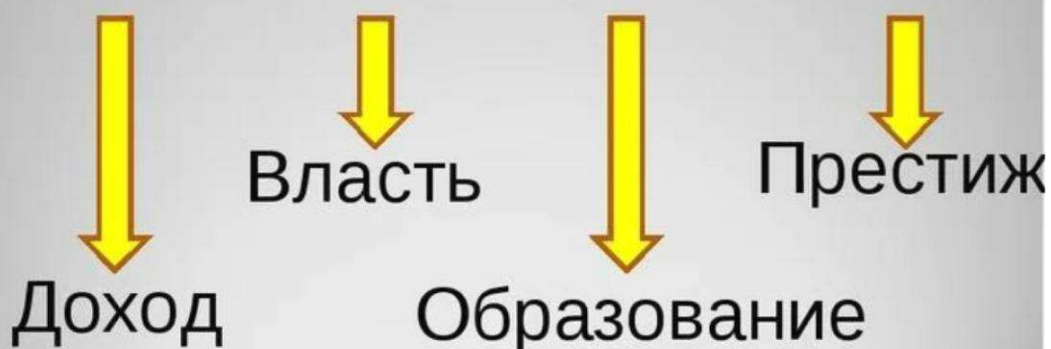 Власть
Престиж
Доход
Образование